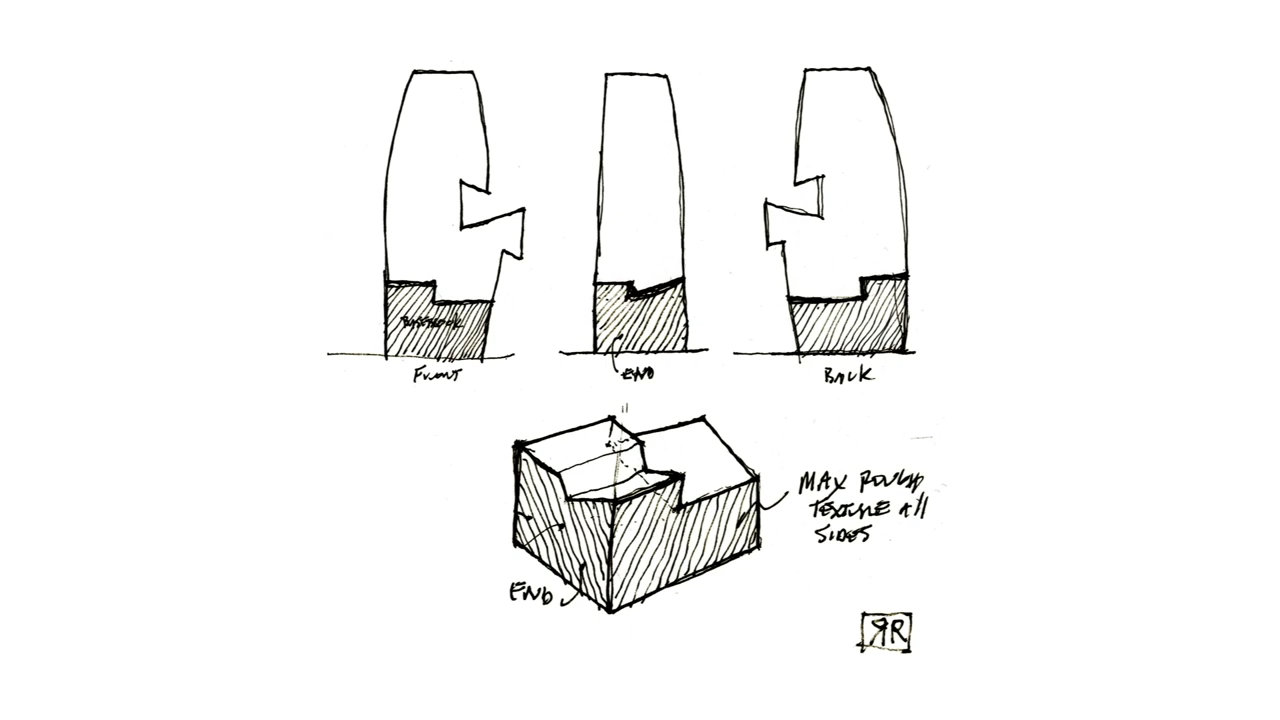 FRONT
END
BACK
MAX ROUGH
TEXTURE All
SIDES
END
RR